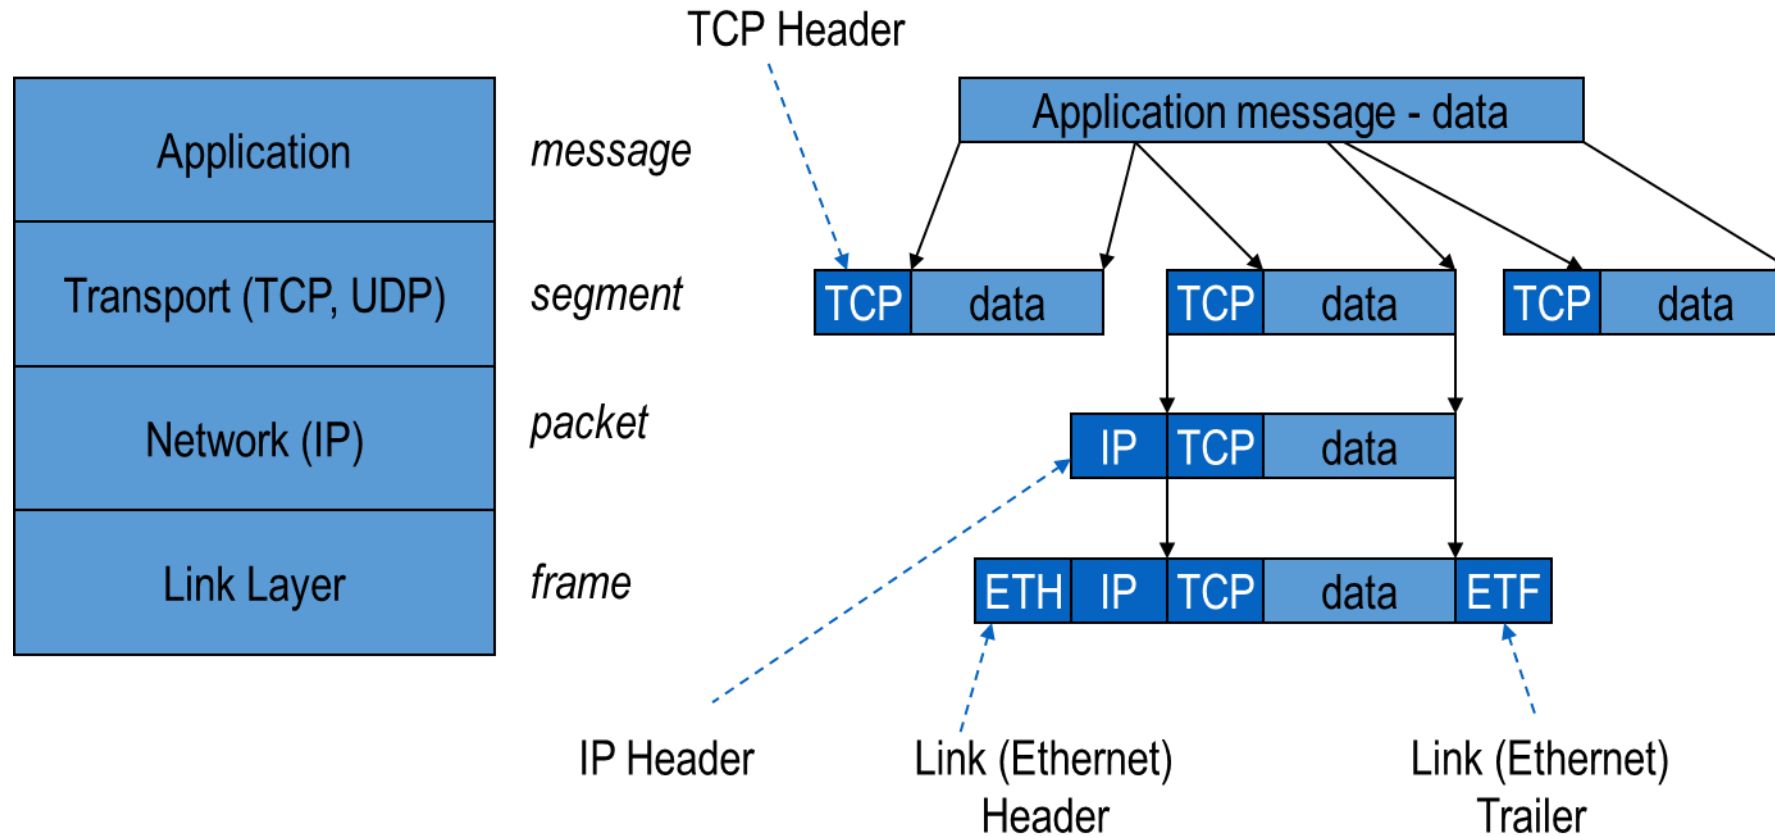 TCP Header
Application message - data
Application
message
Transport (TCP, UDP)
segment
TCP data
TCP data
TCP data
Network (IP)
packet
IP TCP data
Link Layer
frame
ETH IP TCP data ETF
IP Header
Link (Ethernet)
Header
Link (Ethernet)
Trailer